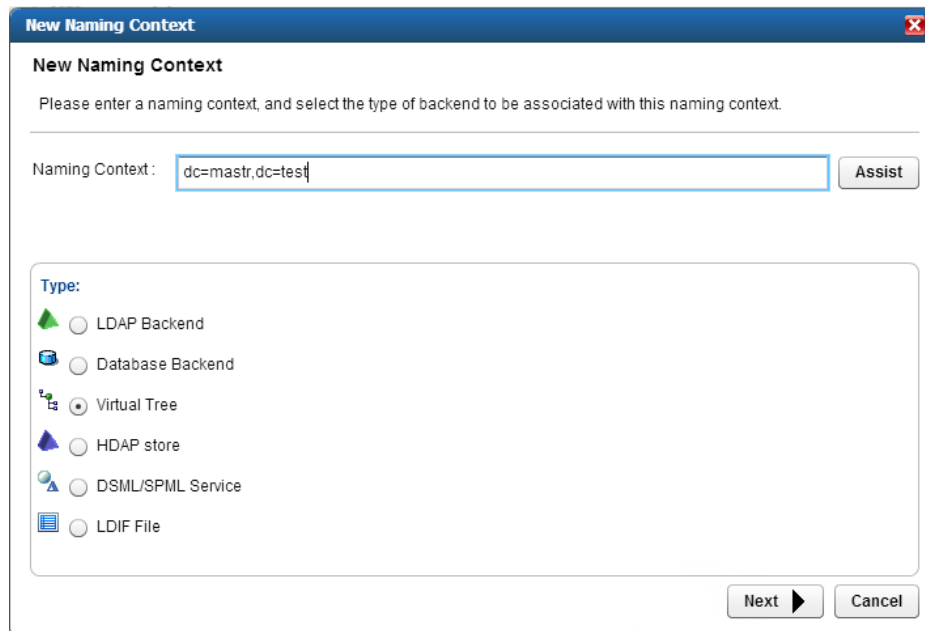 New Naming Context
New Naming Context
Please enter a naming context, and select the type of backend to be associated with this naming context.
Naming Context : dc=mastr,dc=test Assist
Type:
LDAP Backend
Database Backend
Virtual Tree
HDAP store
DSML/SPML Service
LDIF File
Next Cancel